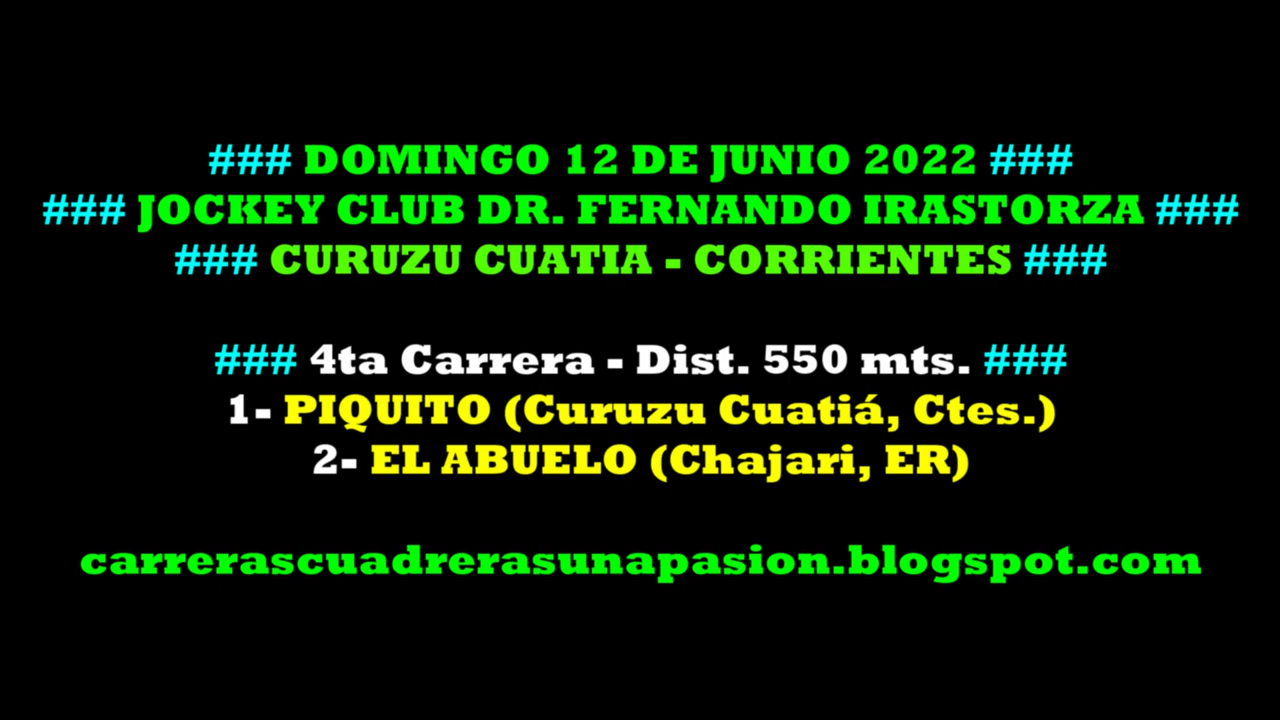 ### DOMINGO 12 DE JUNIO 2022 ###
### JOCKEY CLUB DR. FERNANDO IRASTORZA ###
### CURUZU CUATIA - CORRIENTES ###
### 4ta Carrera - Dist. 550 mts. ###
1- PIQUITO (Curuzu Cuatiá, Ctes.)
2- EL ABUELO (Chajari, ER)
carrerascuadrerasunapasion.blogspot.com